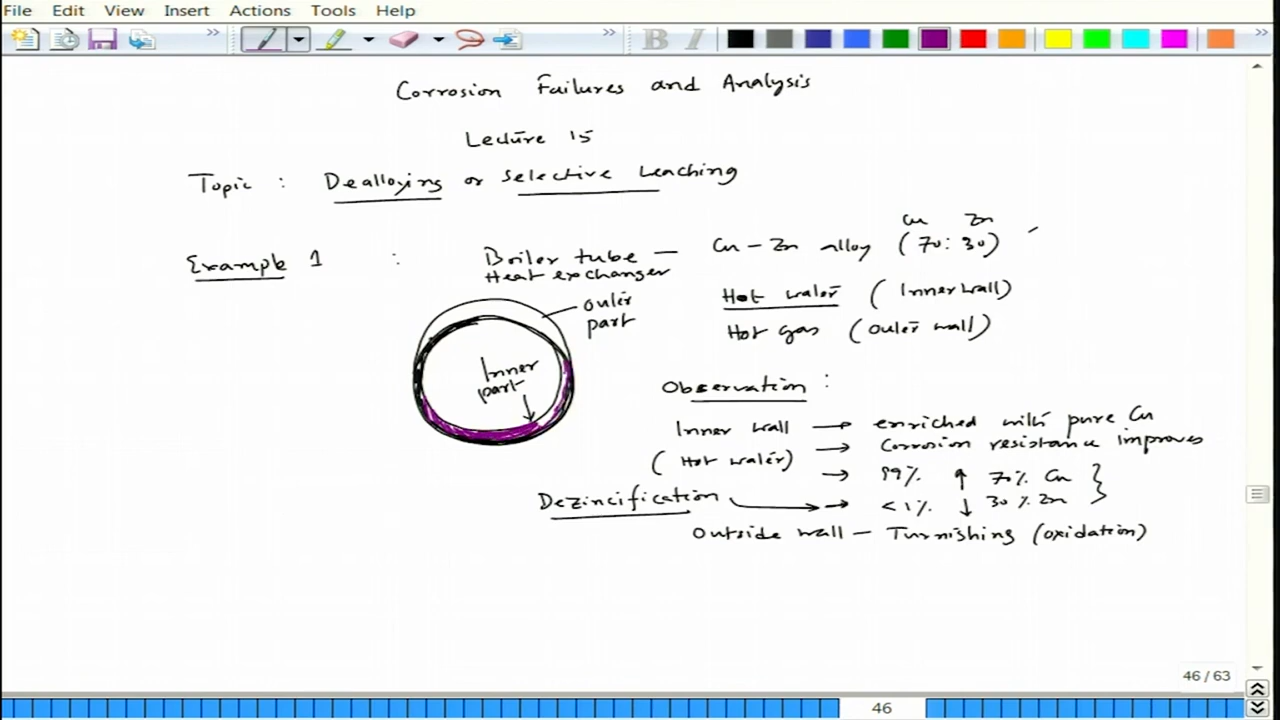 File Edit View Insert Actions Tools Help
B I
Corrosion Failures and Analysis
Lecture 15
Topic : Dealloying or Selective Leaching
Example 1 : Boiler tube — Cu-Zn alloy (70:30)
Cu Zn
Heat exchanger
outer part
Hot water (Inner wall)
Hot gas (outer wall)
Inner part
Observation :
Inner wall → enriched with pure Cu
(Hot water) → Corrosion resistance improves
→ 99% ↑ 70% Cu }
Dezincification → <1% ↓ 30% Zn }
Outside wall — Turnishing (oxidation)
46 / 63
46